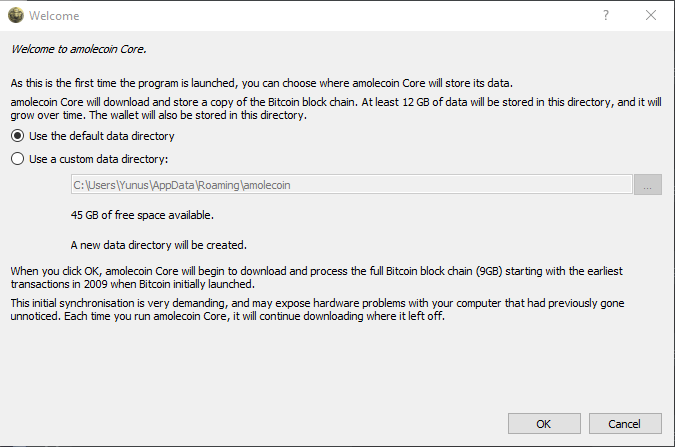 Welcome
?
Welcome to amolecoin Core.
As this is the first time the program is launched, you can choose where amolecoin Core will store its data.
amolecoin Core will download and store a copy of the Bitcoin block chain. At least 12 GB of data will be stored in this directory, and it will
grow over time. The wallet will also be stored in this directory.
Use the default data directory
Use a custom data directory:
C:\Users\Yunus\AppData\Roaming\amolecoin
...
45 GB of free space available.
A new data directory will be created.
When you click OK, amolecoin Core will begin to download and process the full Bitcoin block chain (9GB) starting with the earliest
transactions in 2009 when Bitcoin initially launched.
This initial synchronisation is very demanding, and may expose hardware problems with your computer that had previously gone
unnoticed. Each time you run amolecoin Core, it will continue downloading where it left off.
OK
Cancel